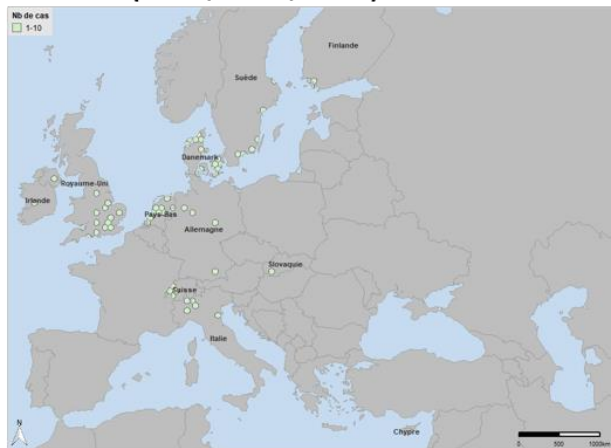 Nb de cas
1-10
Finlande
Suède
Danemark
Royaume-Uni
Irlande
Pays-Bas
Allemagne
Slovaquie
Suisse
Italie
Chypre
N
0 500 1000km